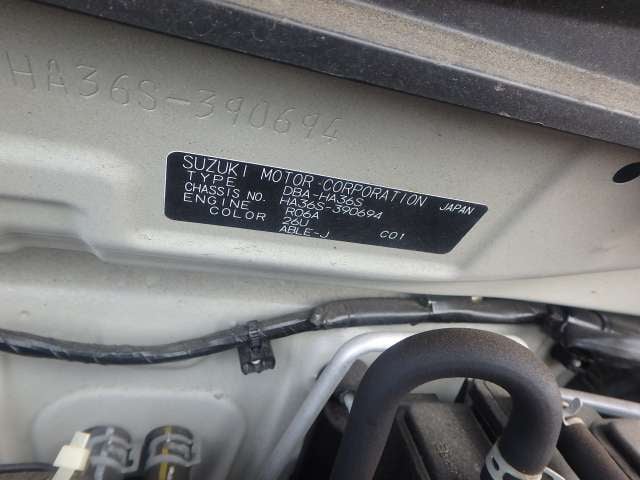 HA36S-390694
SUZUKI MOTOR CORPORATION JAPAN
TYPE DBA-HA36S
CHASSIS NO. HA36S-390694
ENGINE R06A
COLOR 26U
ABLE-J C01